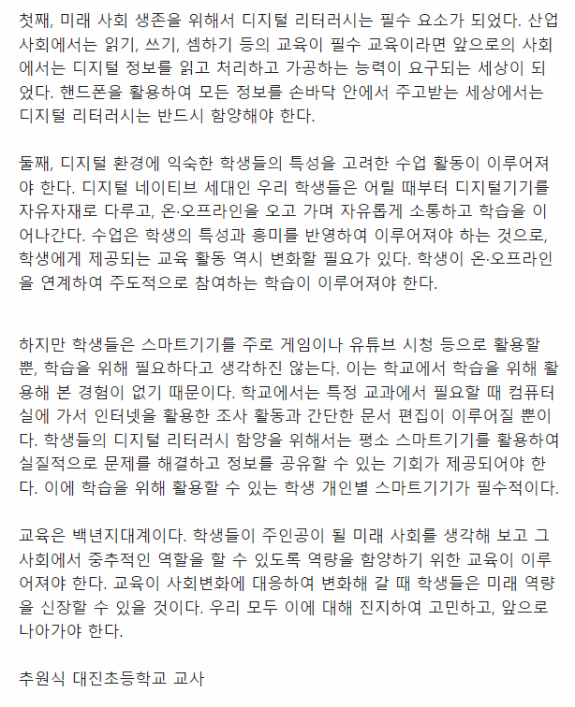 첫째, 미래 사회 생존을 위해서 디지털 리터러시는 필수 요소가 되었다. 산업
사회에서는 읽기, 쓰기, 셈하기 등의 교육이 필수 교육이라면 앞으로의 사회
에서는 디지털 정보를 읽고 처리하고 가공하는 능력이 요구되는 세상이 되
었다. 핸드폰을 활용하여 모든 정보를 손바닥 안에서 주고받는 세상에서는
디지털 리터러시는 반드시 함양해야 한다.
둘째, 디지털 환경에 익숙한 학생들의 특성을 고려한 수업 활동이 이루어져
야 한다. 디지털 네이티브 세대인 우리 학생들은 어릴 때부터 디지털기기를
자유자재로 다루고, 온·오프라인을 오고 가며 자유롭게 소통하고 학습을 이
어나간다. 수업은 학생의 특성과 흥미를 반영하여 이루어져야 하는 것으로,
학생에게 제공되는 교육 활동 역시 변화할 필요가 있다. 학생이 온·오프라인
을 연계하여 주도적으로 참여하는 학습이 이루어져야 한다.
하지만 학생들은 스마트기기를 주로 게임이나 유튜브 시청 등으로 활용할
뿐, 학습을 위해 필요하다고 생각하진 않는다. 이는 학교에서 학습을 위해 활
용해 본 경험이 없기 때문이다. 학교에서는 특정 교과에서 필요할 때 컴퓨터
실에 가서 인터넷을 활용한 조사 활동과 간단한 문서 편집이 이루어질 뿐이
다. 학생들의 디지털 리터러시 함양을 위해서는 평소 스마트기기를 활용하여
실질적으로 문제를 해결하고 정보를 공유할 수 있는 기회가 제공되어야 한
다. 이에 학습을 위해 활용할 수 있는 학생 개인별 스마트기기가 필수적이다.
교육은 백년지대계이다. 학생들이 주인공이 될 미래 사회를 생각해 보고 그
사회에서 중추적인 역할을 할 수 있도록 역량을 함양하기 위한 교육이 이루
어져야 한다. 교육이 사회변화에 대응하여 변화해 갈 때 학생들은 미래 역량
을 신장할 수 있을 것이다. 우리 모두 이에 대해 진지하여 고민하고, 앞으로
나아가야 한다.
추원식 대진초등학교 교사